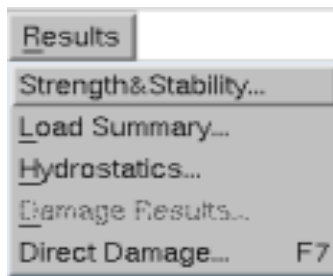 Results
Strength&Stability...
Load Summary...
Hydrostatics...
Damage Results...
Direct Damage... F7